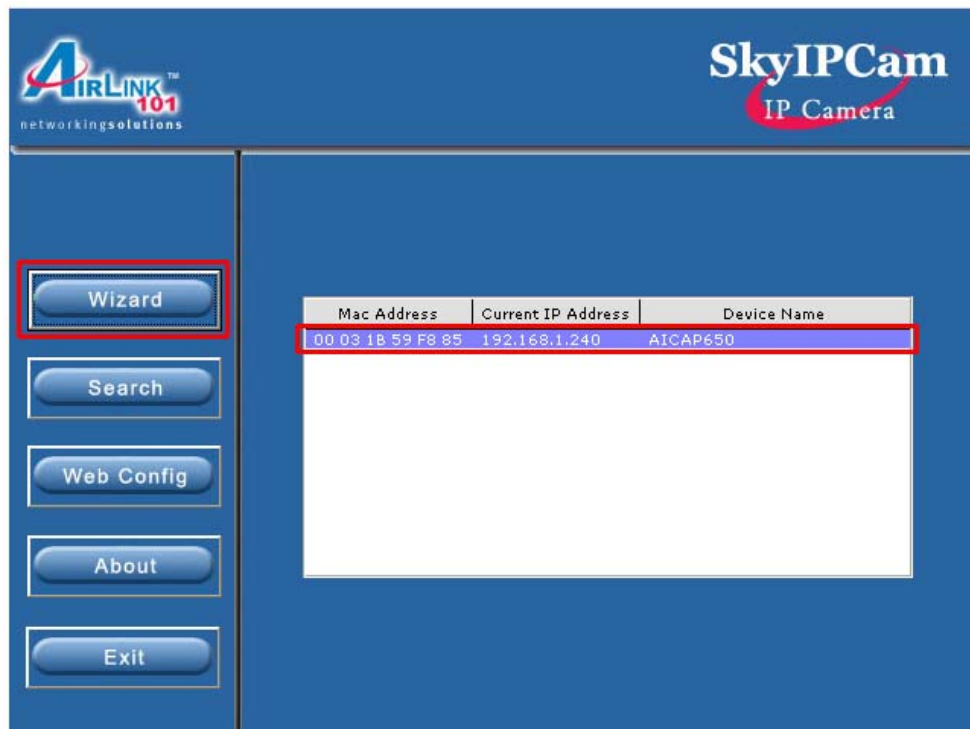 AIRLINK™
101
networkingsolutions
SkyIPCam
IP Camera
Wizard
Search
Web Config
About
Exit
Mac Address Current IP Address Device Name
00 03 1B 59 F8 85 192.168.1.240 AICAP650